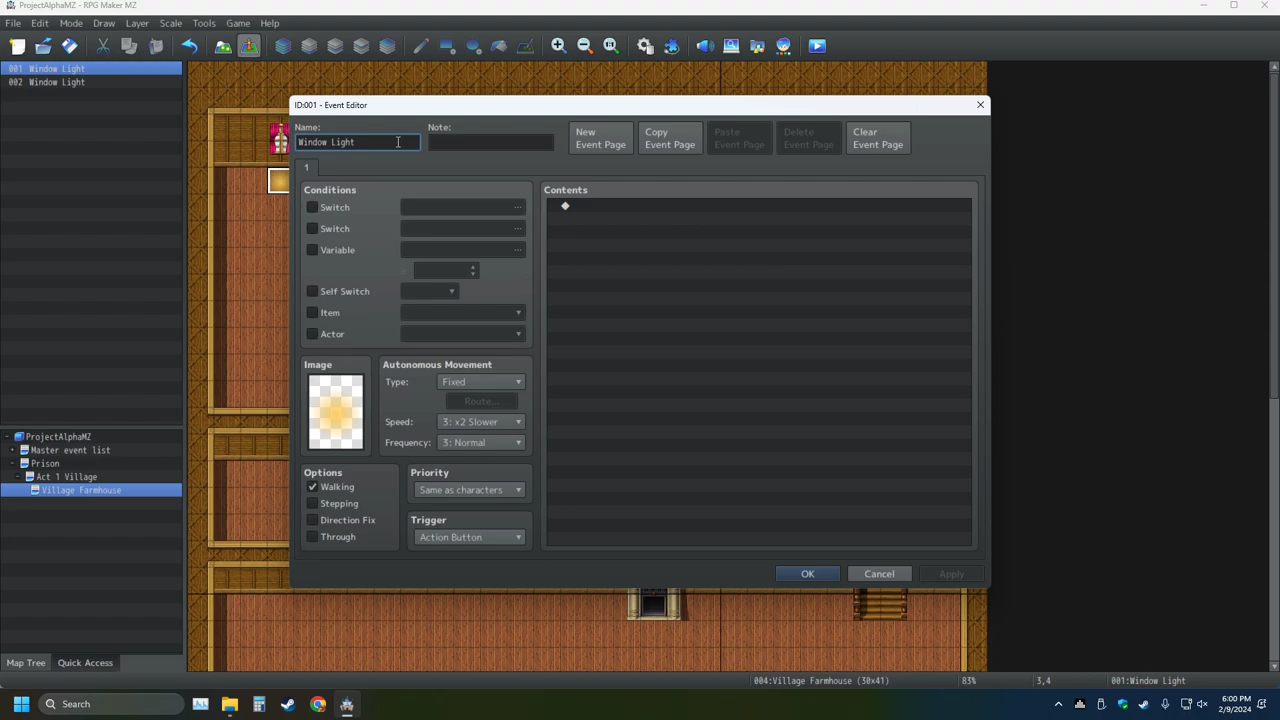 ProjectAlphaMZ - RPG Maker MZ
File Edit Mode Draw Layer Scale Tools Game Help
001 Window Light
002 Window Light
ID:001 - Event Editor
Name: Note:
Window Light
New Event Page
Copy Event Page
Paste Event Page
Delete Event Page
Clear Event Page
1
Conditions
Switch ...
Switch ...
Variable ...
≥
Self Switch
Item
Actor
Image
Autonomous Movement
Type: Fixed
Route...
Speed: 3: x2 Slower
Frequency: 3: Normal
Options
Walking
Stepping
Direction Fix
Through
Priority
Same as characters
Trigger
Action Button
Contents
◆
OK Cancel Apply
ProjectAlphaMZ
Master event list
Prison
Act 1 Village
Village Farmhouse
Map Tree Quick Access
004:Village Farmhouse (30x41) 83% 3,4 001:Window Light
Search
6:00 PM
2/9/2024